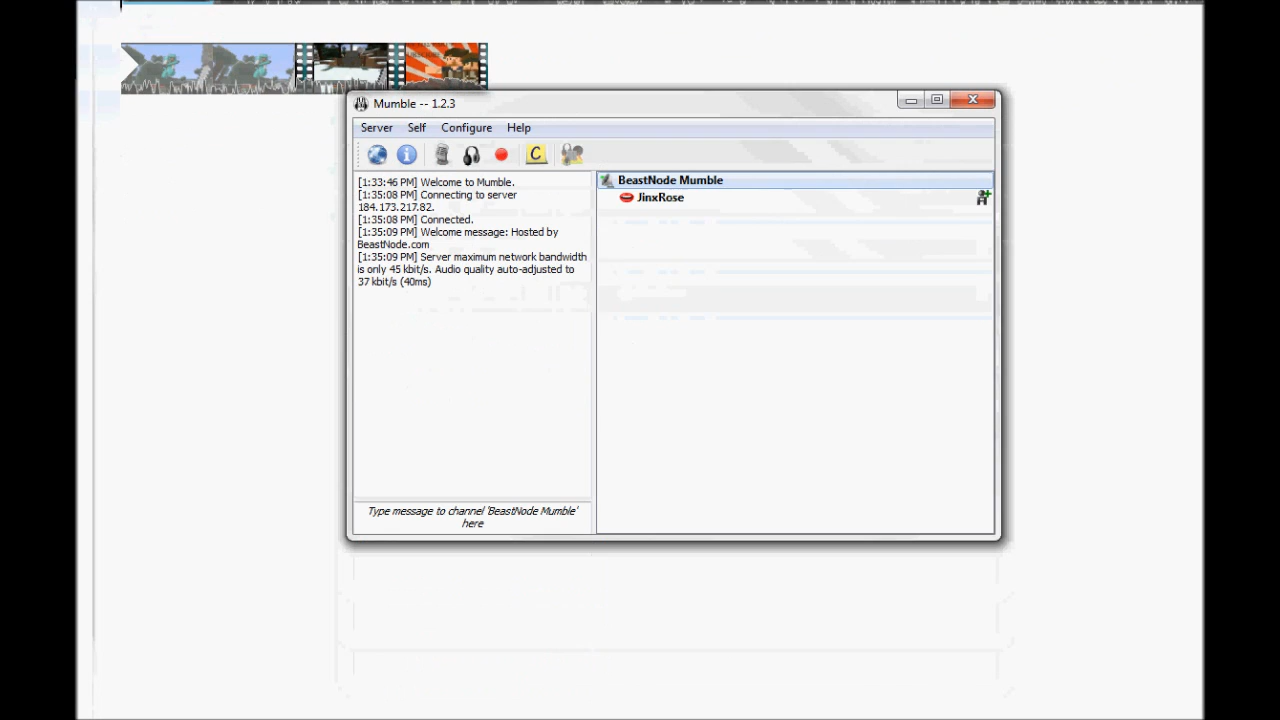 Mumble -- 1.2.3
Server Self Configure Help
C
[1:33:46 PM] Welcome to Mumble.
[1:35:08 PM] Connecting to server
184.173.217.82.
[1:35:08 PM] Connected.
[1:35:09 PM] Welcome message: Hosted by
BeastNode.com
[1:35:09 PM] Server maximum network bandwidth
is only 45 kbit/s. Audio quality auto-adjusted to
37 kbit/s (40ms)
BeastNode Mumble
JinxRose
Type message to channel 'BeastNode Mumble'
here